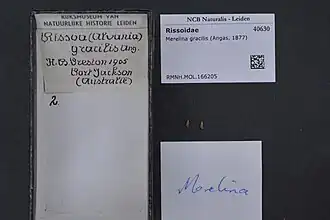 RIJKSMUSEUM VAN
NATUURLIJKE HISTORIE LEIDEN
Rissoa (Alvania)
gracilis Ang.
H. B. Preston 1905
Port Jackson
(Australië)
2.
NCB Naturalis - Leiden
Rissoidae 40630
Merelina gracilis (Angas, 1877)
RMNH.MOL.166205
Merelina